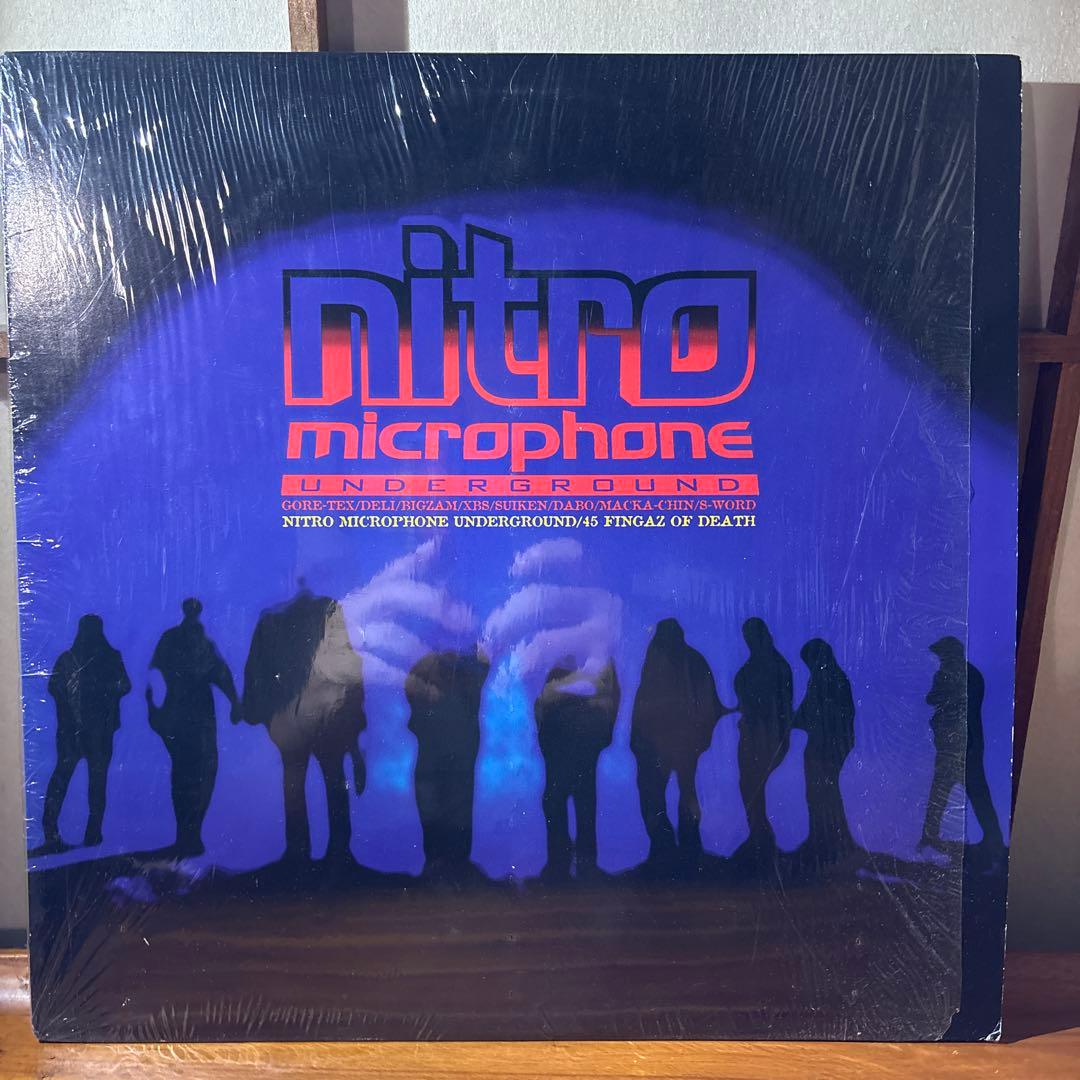 nitro
microphone
UNDERGROUND
GORE-TEX/DELI/BIGZAM/XBS/SUIKEN/DABO/MACKA-CHIN/S-WORD
NITRO MICROPHONE UNDERGROUND/45 FINGAZ OF DEATH